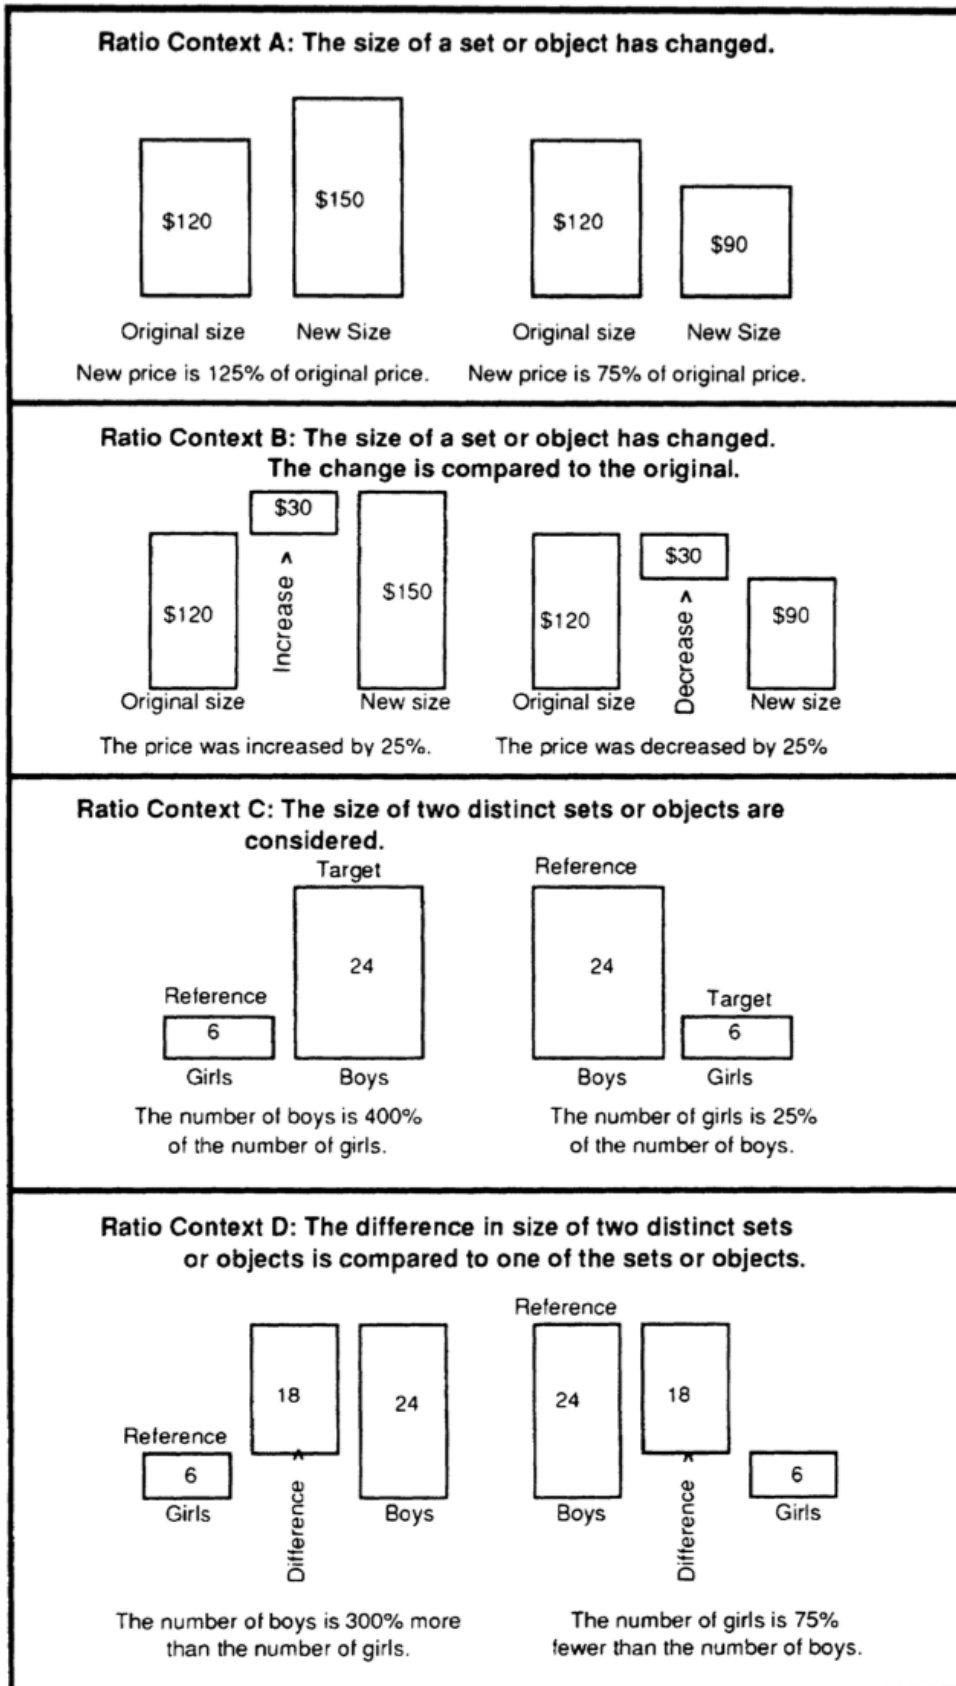 Ratio Context A: The size of a set or object has changed.
$120
$150
$120
$90
Original size
New Size
Original size
New Size
New price is 125% of original price.
New price is 75% of original price.
Ratio Context B: The size of a set or object has changed.
The change is compared to the original.
$30
$120
Increase >
$150
$30
$120
Decrease >
$90
Original size
New size
Original size
New size
The price was increased by 25%.
The price was decreased by 25%
Ratio Context C: The size of two distinct sets or objects are
considered.
Target
Reference
24
24
Reference
Target
6
6
Girls
Boys
Boys
Girls
The number of boys is 400%
of the number of girls.
The number of girls is 25%
of the number of boys.
Ratio Context D: The difference in size of two distinct sets
or objects is compared to one of the sets or objects.
Reference
18
24
24
18
Reference
6
6
Girls
Difference >
Boys
Boys
Difference >
Girls
The number of boys is 300% more
than the number of girls.
The number of girls is 75%
fewer than the number of boys.